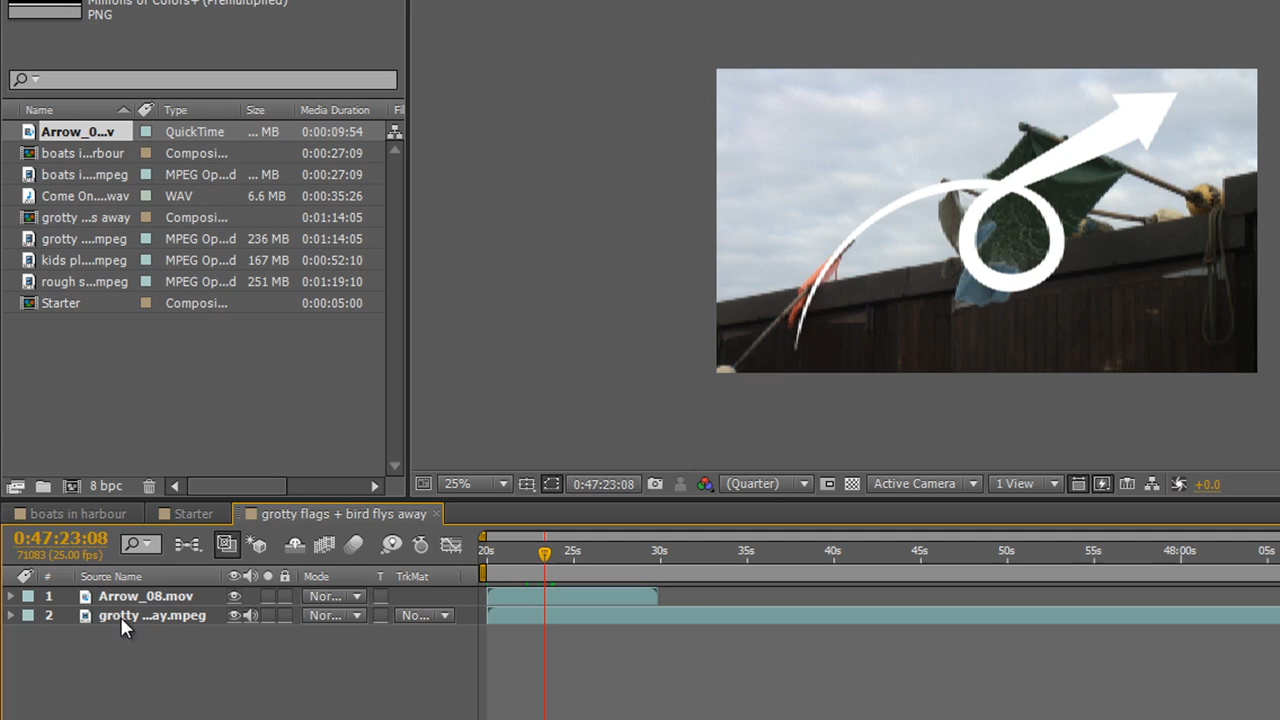 Millions of Colors+ (Premultiplied)
PNG
Name Type Size Media Duration Fil
Arrow_0...v QuickTime ... MB 0:00:09:54
boats i...rbour Composi... 0:00:27:09
boats i....mpeg MPEG Op...d ... MB 0:00:27:09
Come On....wav WAV 6.6 MB 0:00:35:26
grotty ...s away Composi... 0:01:14:05
grotty ....mpeg MPEG Op...d 236 MB 0:01:14:05
kids pl....mpeg MPEG Op...d 167 MB 0:00:52:10
rough s...mpeg MPEG Op...d 251 MB 0:01:19:10
Starter Composi... 0:00:05:00
8 bpc
25% 0:47:23:08 (Quarter) Active Camera 1 View +0.0
boats in harbour Starter grotty flags + bird flys away ×
0:47:23:08
71083 (25.00 fps)
20s 25s 30s 35s 40s 45s 50s 55s 48:00s 05s
# Source Name Mode T TrkMat
1 Arrow_08.mov Nor...
2 grotty ...ay.mpeg Nor... No...